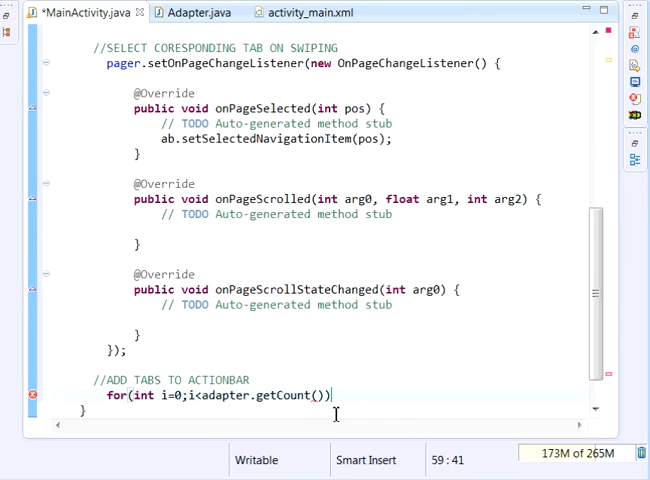 *MainActivity.java
Adapter.java
activity_main.xml
//SELECT CORESPONDING TAB ON SWIPING
pager.setOnPageChangeListener(new OnPageChangeListener() {
@Override
public void onPageSelected(int pos) {
// TODO Auto-generated method stub
ab.setSelectedNavigationItem(pos);
}
@Override
public void onPageScrolled(int arg0, float arg1, int arg2) {
// TODO Auto-generated method stub
}
@Override
public void onPageScrollStateChanged(int arg0) {
// TODO Auto-generated method stub
}
});
//ADD TABS TO ACTIONBAR
for(int i=0;i<adapter.getCount())
}
Writable
Smart Insert
59 : 41
173M of 265M